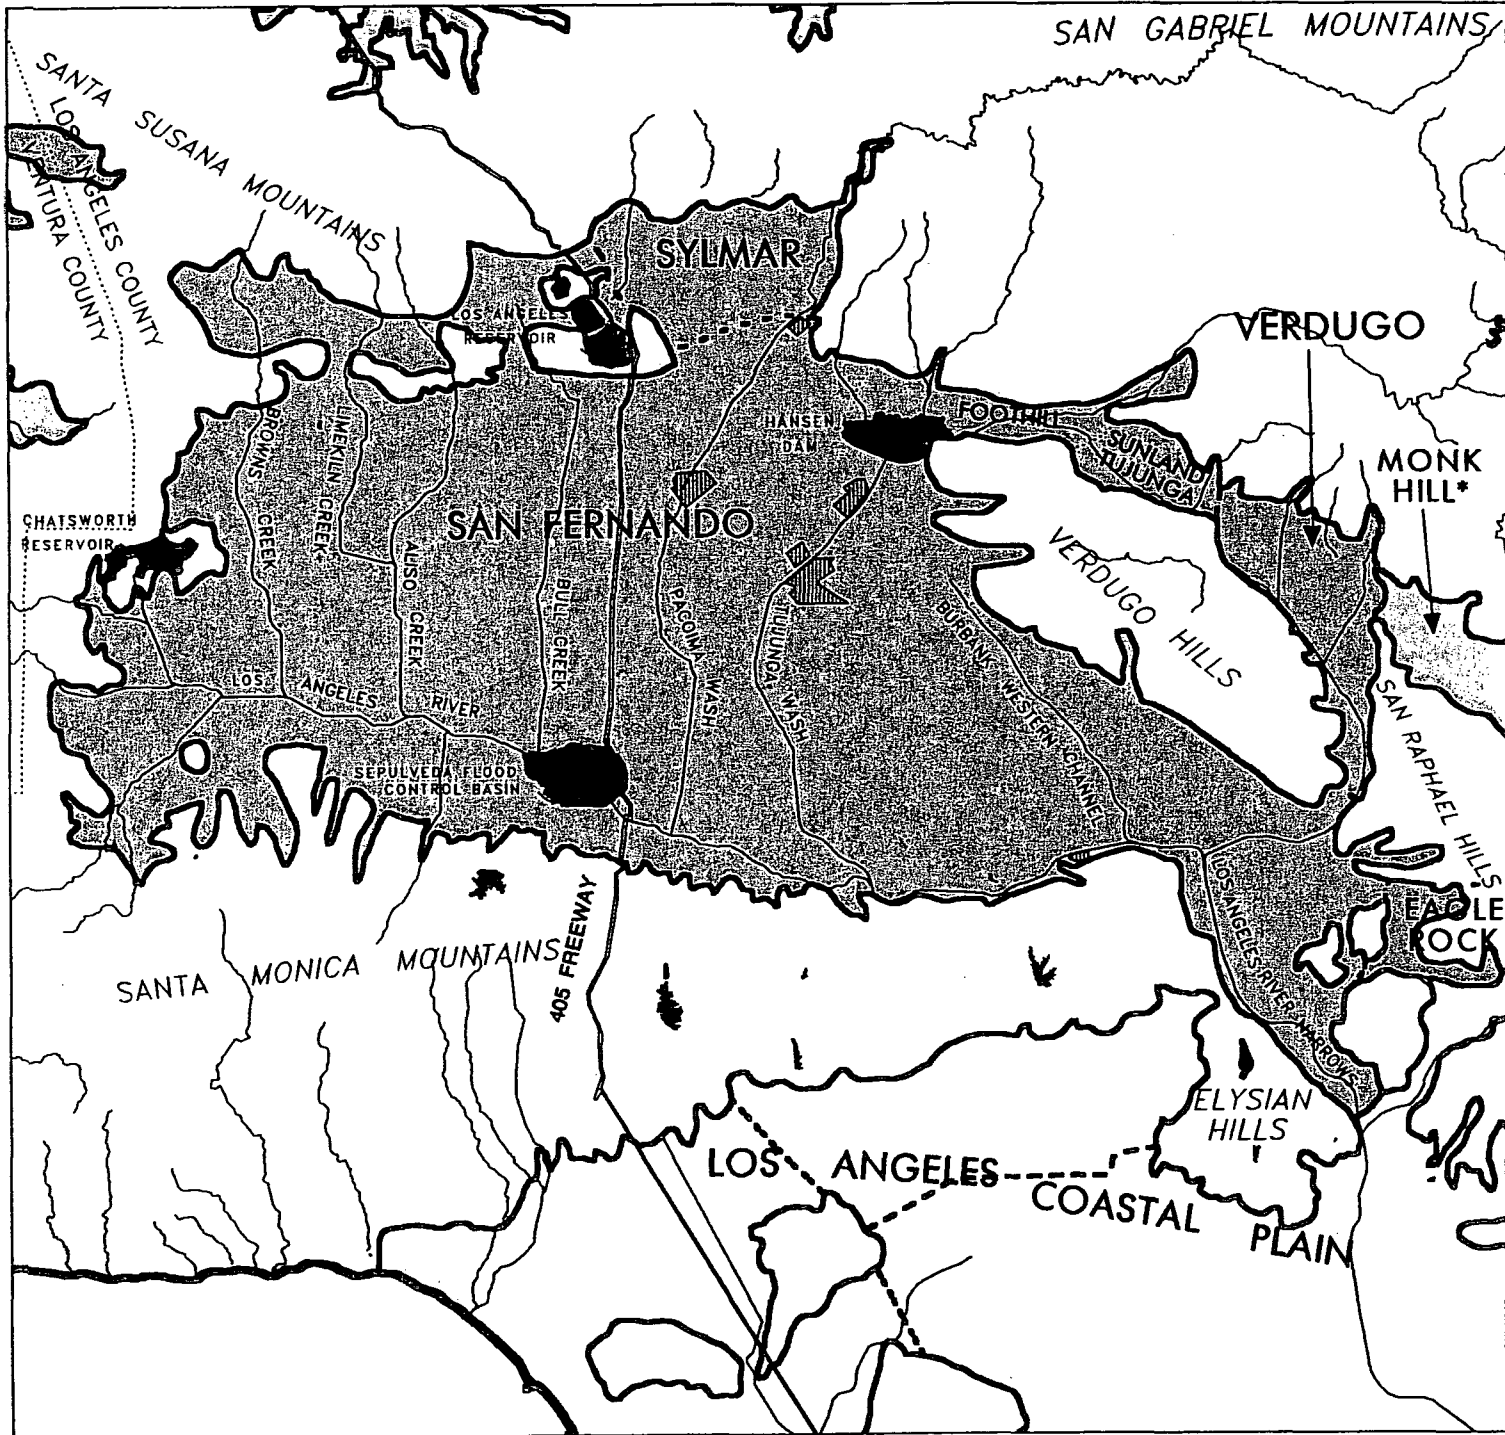 SAN GABRIEL MOUNTAINS
SANTA SUSANA MOUNTAINS
LOS ANGELES COUNTY
VENTURA COUNTY
SYLMAR
LOS ANGELES
RESERVOIR
VERDUGO
HANSEN
DAM
FOOTHILL
SUNLAND/
TUJUNGA
MONK
HILL*
BROWNS CREEK
LIMEKILN CREEK
CHATSWORTH
RESERVOIR
SAN FERNANDO
ALISO CREEK
BULL CREEK
PACOIMA WASH
TUJUNGA WASH
BURBANK WESTERN CHANNEL
VERDUGO HILLS
LOS ANGELES RIVER
SAN RAPHAEL HILLS
SEPULVEDA FLOOD
CONTROL BASIN
LOS ANGELES RIVER NARROWS
EAGLE
ROCK
405 FREEWAY
SANTA MONICA MOUNTAINS
ELYSIAN
HILLS
LOS ANGELES
COASTAL PLAIN